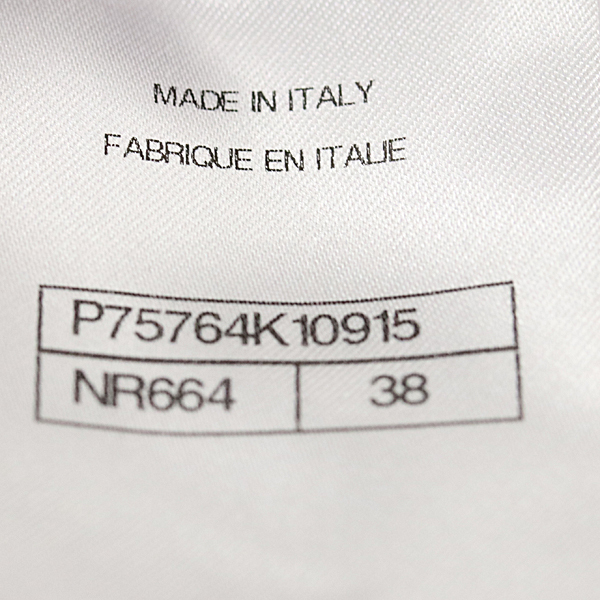 MADE IN ITALY
FABRIQUE EN ITALIE
P75764K10915
NR664 38